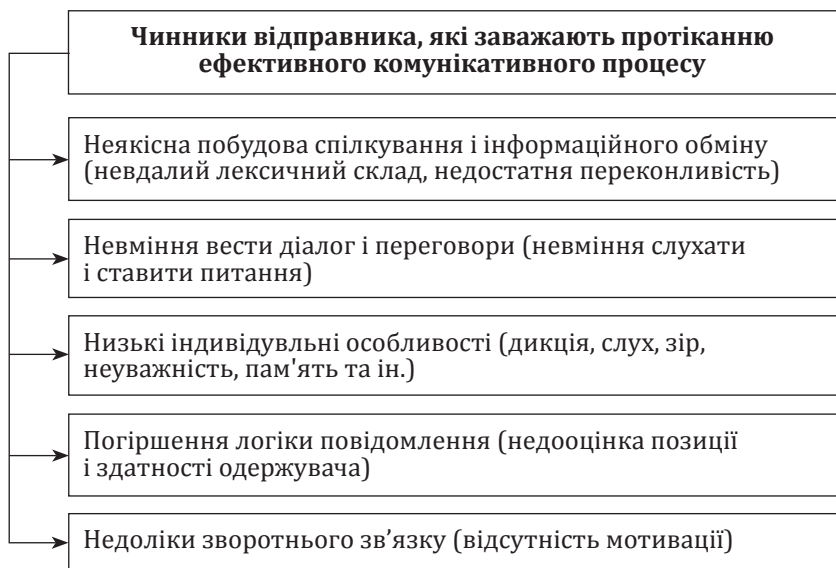 Чинники відправника, які заважають протіканню
ефективного комунікативного процесу
Неякісна побудова спілкування і інформаційного обміну
(невдалий лексичний склад, недостатня переконливість)
Невміння вести діалог і переговори (невміння слухати
і ставити питання)
Низькі індивідувльні особливості (дикція, слух, зір,
неуважність, пам'ять та ін.)
Погіршення логіки повідомлення (недооцінка позиції
і здатності одержувача)
Недоліки зворотнього зв’язку (відсутність мотивації)